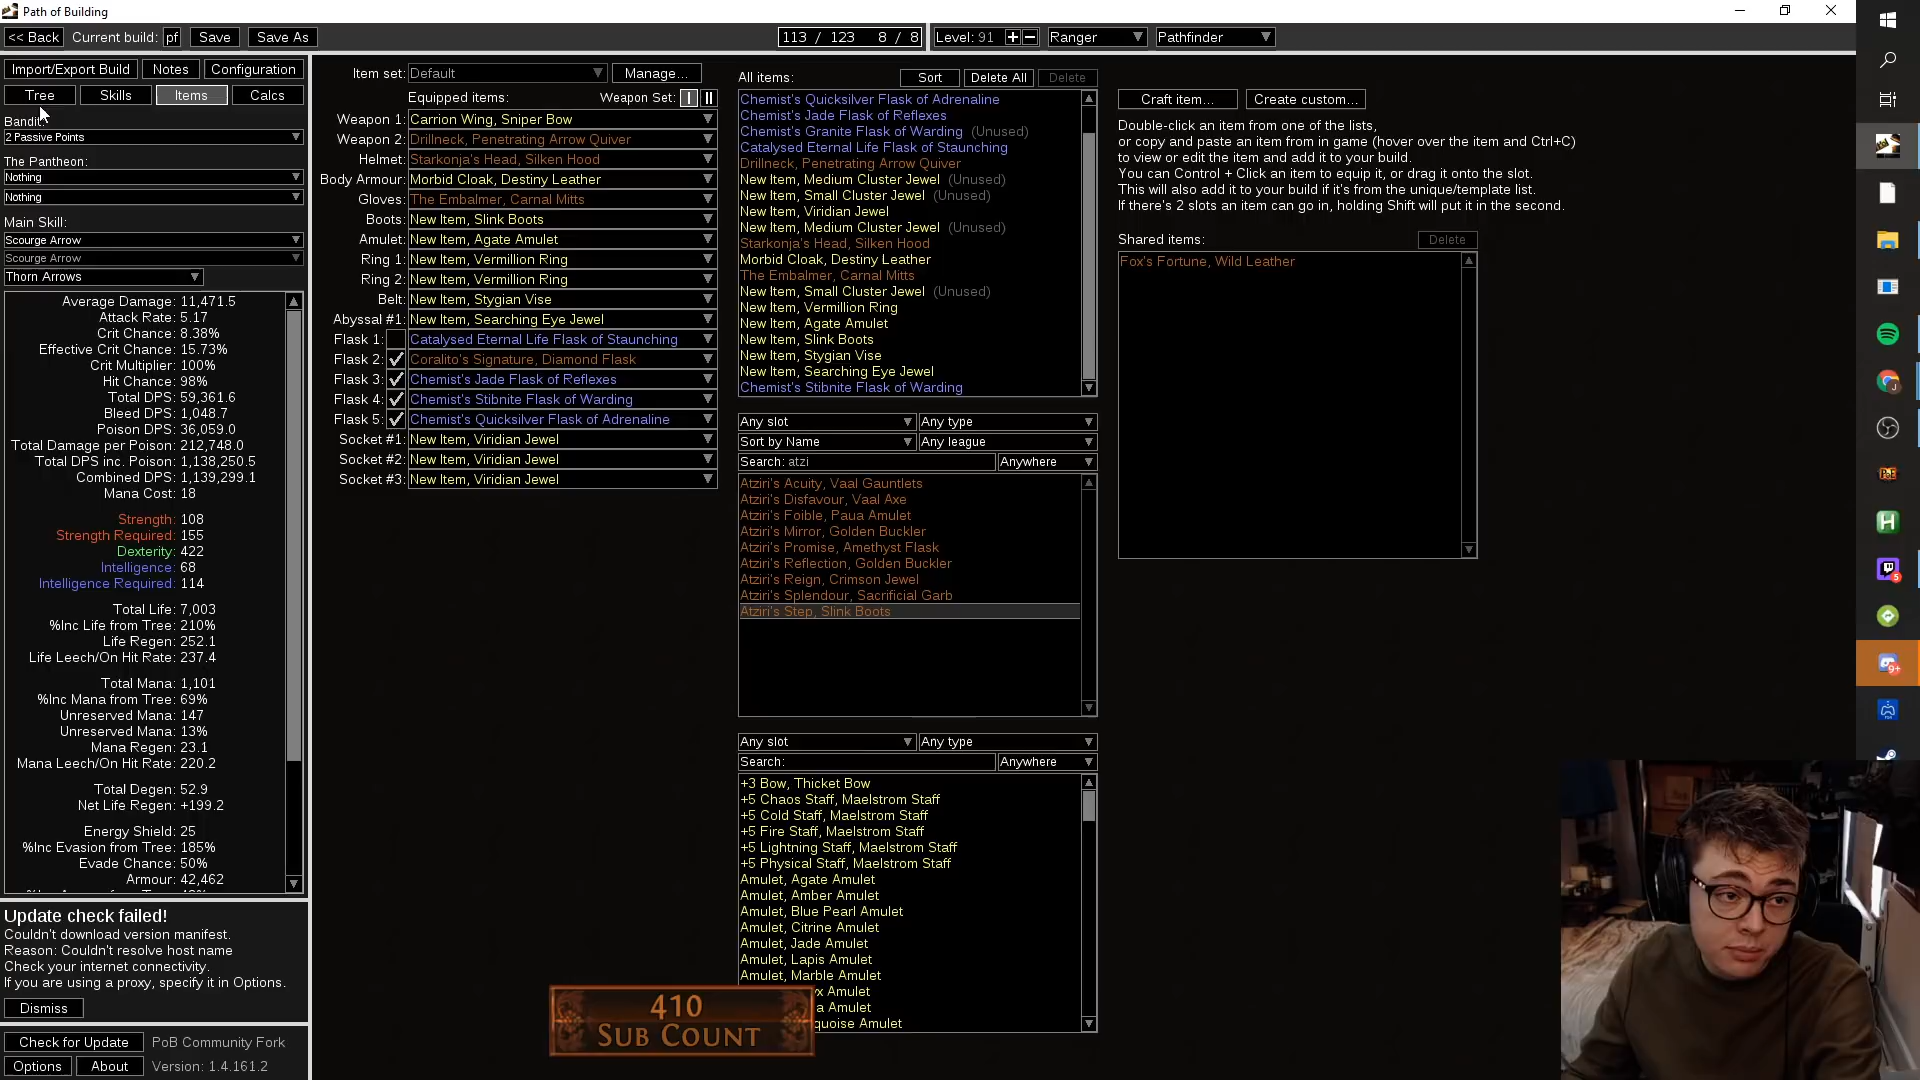 Path of Building
<< Back
Current build: pf
Save
Save As
113 / 123 8 / 8
Level: 91
+
Ranger
Pathfinder
Import/Export Build
Notes
Configuration
Tree
Skills
Items
Calcs
Bandit:
2 Passive Points
The Pantheon:
Nothing
Nothing
Main Skill:
Scourge Arrow
Scourge Arrow
Thorn Arrows
Average Damage: 11,471.5
Attack Rate: 5.17
Crit Chance: 8.38%
Effective Crit Chance: 15.73%
Crit Multiplier: 100%
Hit Chance: 98%
Total DPS: 59,361.6
Bleed DPS: 1,048.7
Poison DPS: 36,059.0
Total Damage per Poison: 212,748.0
Total DPS inc. Poison: 1,138,250.5
Combined DPS: 1,139,299.1
Mana Cost: 18
Strength: 108
Strength Required: 155
Dexterity: 422
Intelligence: 68
Intelligence Required: 114
Total Life: 7,003
%Inc Life from Tree: 210%
Life Regen: 252.1
Life Leech/On Hit Rate: 237.4
Total Mana: 1,101
%Inc Mana from Tree: 69%
Unreserved Mana: 147
Unreserved Mana: 13%
Mana Regen: 23.1
Mana Leech/On Hit Rate: 220.2
Total Degen: 52.9
Net Life Regen: +199.2
Energy Shield: 25
%Inc Evasion from Tree: 185%
Evade Chance: 50%
Armour: 42,462
Update check failed!
Couldn't download version manifest.
Reason: Couldn't resolve host name
Check your internet connectivity.
If you are using a proxy, specify it in Options.
Dismiss
Check for Update
PoB Community Fork
Options
About
Version: 1.4.161.2
Item set: Default
Manage...
Equipped items:
Weapon Set: I II
Weapon 1: Carrion Wing, Sniper Bow
Weapon 2: Drillneck, Penetrating Arrow Quiver
Helmet: Starkonja's Head, Silken Hood
Body Armour: Morbid Cloak, Destiny Leather
Gloves: The Embalmer, Carnal Mitts
Boots: New Item, Slink Boots
Amulet: New Item, Agate Amulet
Ring 1: New Item, Vermillion Ring
Ring 2: New Item, Vermillion Ring
Belt: New Item, Stygian Vise
Abyssal #1: New Item, Searching Eye Jewel
Flask 1: Catalysed Eternal Life Flask of Staunching
Flask 2: Coralito's Signature, Diamond Flask
Flask 3: Chemist's Jade Flask of Reflexes
Flask 4: Chemist's Stibnite Flask of Warding
Flask 5: Chemist's Quicksilver Flask of Adrenaline
Socket #1: New Item, Viridian Jewel
Socket #2: New Item, Viridian Jewel
Socket #3: New Item, Viridian Jewel
All items:
Sort
Delete All
Delete
Chemist's Quicksilver Flask of Adrenaline
Chemist's Jade Flask of Reflexes
Chemist's Granite Flask of Warding (Unused)
Catalysed Eternal Life Flask of Staunching
Drillneck, Penetrating Arrow Quiver
New Item, Medium Cluster Jewel (Unused)
New Item, Small Cluster Jewel (Unused)
New Item, Viridian Jewel
New Item, Medium Cluster Jewel (Unused)
Starkonja's Head, Silken Hood
Morbid Cloak, Destiny Leather
The Embalmer, Carnal Mitts
New Item, Small Cluster Jewel (Unused)
New Item, Vermillion Ring
New Item, Agate Amulet
New Item, Slink Boots
New Item, Stygian Vise
New Item, Searching Eye Jewel
Chemist's Stibnite Flask of Warding
Any slot
Any type
Sort by Name
Any league
Search: atzi
Anywhere
Atziri's Acuity, Vaal Gauntlets
Atziri's Disfavour, Vaal Axe
Atziri's Foible, Paua Amulet
Atziri's Mirror, Golden Buckler
Atziri's Promise, Amethyst Flask
Atziri's Reflection, Golden Buckler
Atziri's Reign, Crimson Jewel
Atziri's Splendour, Sacrificial Garb
Atziri's Step, Slink Boots
Any slot
Any type
Search:
Anywhere
+3 Bow, Thicket Bow
+5 Chaos Staff, Maelstrom Staff
+5 Cold Staff, Maelstrom Staff
+5 Fire Staff, Maelstrom Staff
+5 Lightning Staff, Maelstrom Staff
+5 Physical Staff, Maelstrom Staff
Amulet, Agate Amulet
Amulet, Amber Amulet
Amulet, Blue Pearl Amulet
Amulet, Citrine Amulet
Amulet, Jade Amulet
Amulet, Lapis Amulet
Amulet, Marble Amulet
Amulet
Amulet
Amulet
410
SUB COUNT
Craft item...
Create custom...
Double-click an item from one of the lists,
or copy and paste an item from in game (hover over the item and Ctrl+C)
to view or edit the item and add it to your build.
You can Control + Click an item to equip it, or drag it onto the slot.
This will also add it to your build if it's from the unique/template list.
If there's 2 slots an item can go in, holding Shift will put it in the second.
Shared items:
Delete
Fox's Fortune, Wild Leather